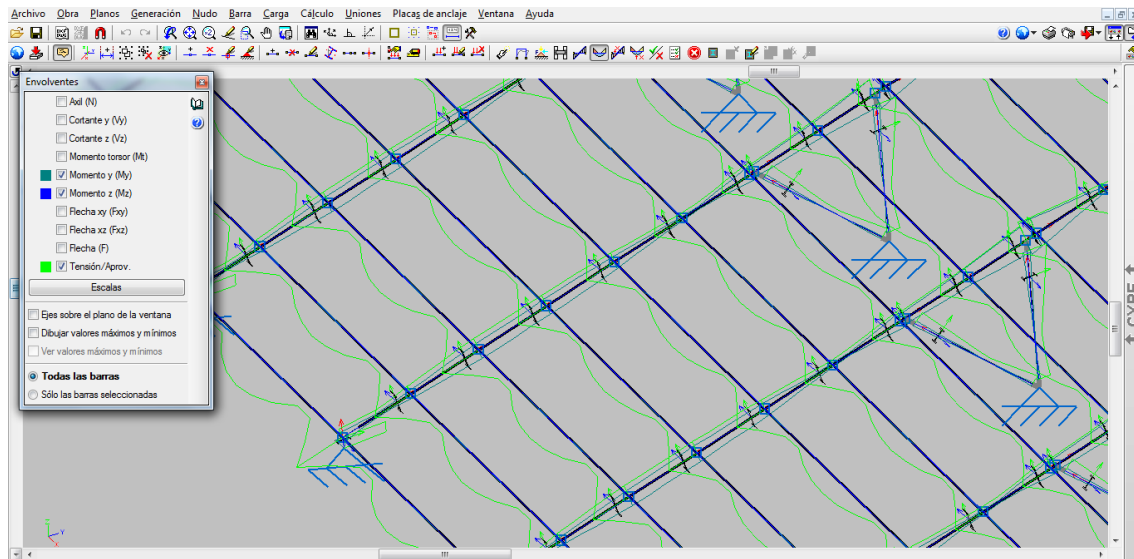 Archivo Obra Planos Generación Nudo Barra Carga Cálculo Uniones Placas de anclaje Ventana Ayuda
Envolventes
Axil (N)
Cortante y (Vy)
Cortante z (Vz)
Momento torsor (Mt)
Momento y (My)
Momento z (Mz)
Flecha xy (Fxy)
Flecha xz (Fxz)
Flecha (F)
Tensión/Aprov.
Escalas
Ejes sobre el plano de la ventana
Dibujar valores máximos y mínimos
Ver valores máximos y mínimos
Todas las barras
Sólo las barras seleccionadas
CYPE
Z
Y
X